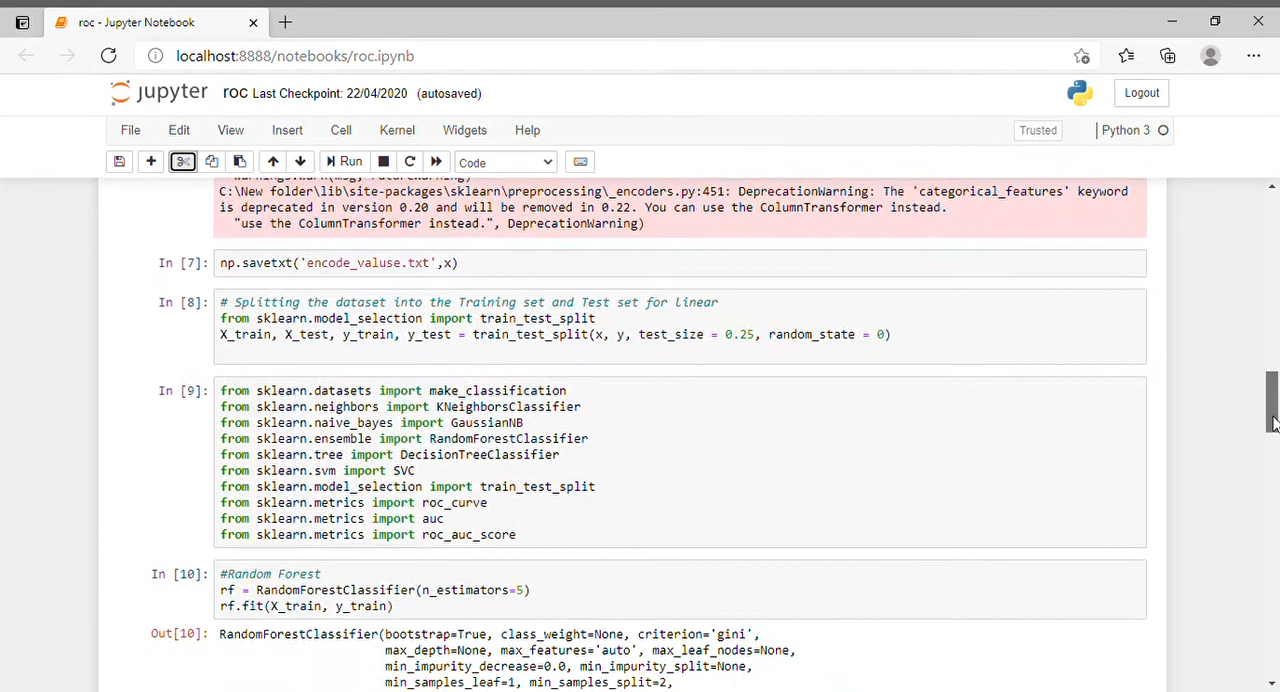 roc - Jupyter Notebook
localhost:8888/notebooks/roc.ipynb
jupyter roc Last Checkpoint: 22/04/2020 (autosaved)
Logout
File Edit View Insert Cell Kernel Widgets Help
Trusted
Python 3
Run
Code
warnings.warn(msg, FutureWarning)
C:\New folder\lib\site-packages\sklearn\preprocessing\_encoders.py:451: DeprecationWarning: The 'categorical_features' keyword
is deprecated in version 0.20 and will be removed in 0.22. You can use the ColumnTransformer instead.
"use the ColumnTransformer instead.", DeprecationWarning)
In [7]: np.savetxt('encode_valuse.txt',x)
In [8]: # Splitting the dataset into the Training set and Test set for linear
from sklearn.model_selection import train_test_split
X_train, X_test, y_train, y_test = train_test_split(x, y, test_size = 0.25, random_state = 0)
In [9]: from sklearn.datasets import make_classification
from sklearn.neighbors import KNeighborsClassifier
from sklearn.naive_bayes import GaussianNB
from sklearn.ensemble import RandomForestClassifier
from sklearn.tree import DecisionTreeClassifier
from sklearn.svm import SVC
from sklearn.model_selection import train_test_split
from sklearn.metrics import roc_curve
from sklearn.metrics import auc
from sklearn.metrics import roc_auc_score
In [10]: #Random Forest
rf = RandomForestClassifier(n_estimators=5)
rf.fit(X_train, y_train)
Out[10]: RandomForestClassifier(bootstrap=True, class_weight=None, criterion='gini',
max_depth=None, max_features='auto', max_leaf_nodes=None,
min_impurity_decrease=0.0, min_impurity_split=None,
min_samples_leaf=1, min_samples_split=2,